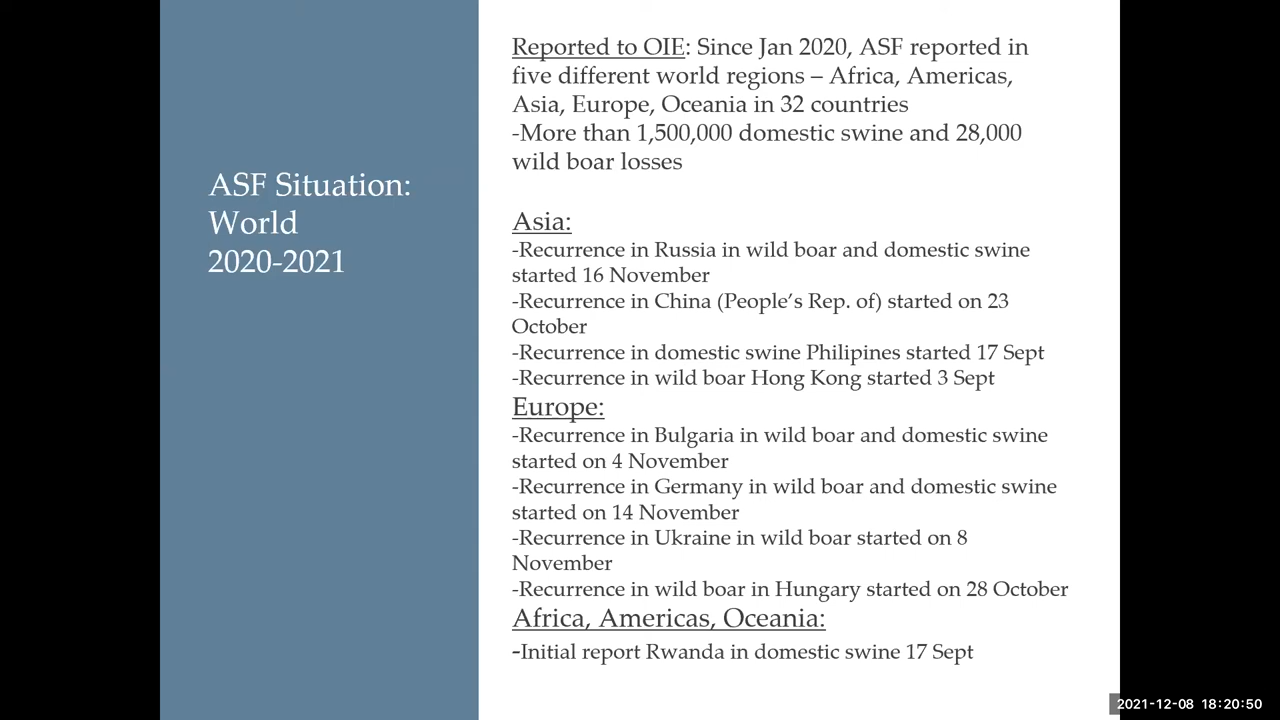 ASF Situation:
World
2020-2021
Reported to OIE: Since Jan 2020, ASF reported in
five different world regions – Africa, Americas,
Asia, Europe, Oceania in 32 countries
-More than 1,500,000 domestic swine and 28,000
wild boar losses
Asia:
-Recurrence in Russia in wild boar and domestic swine
started 16 November
-Recurrence in China (People’s Rep. of) started on 23
October
-Recurrence in domestic swine Philipines started 17 Sept
-Recurrence in wild boar Hong Kong started 3 Sept
Europe:
-Recurrence in Bulgaria in wild boar and domestic swine
started on 4 November
-Recurrence in Germany in wild boar and domestic swine
started on 14 November
-Recurrence in Ukraine in wild boar started on 8
November
-Recurrence in wild boar in Hungary started on 28 October
Africa, Americas, Oceania:
-Initial report Rwanda in domestic swine 17 Sept
2021-12-08 18:20:50